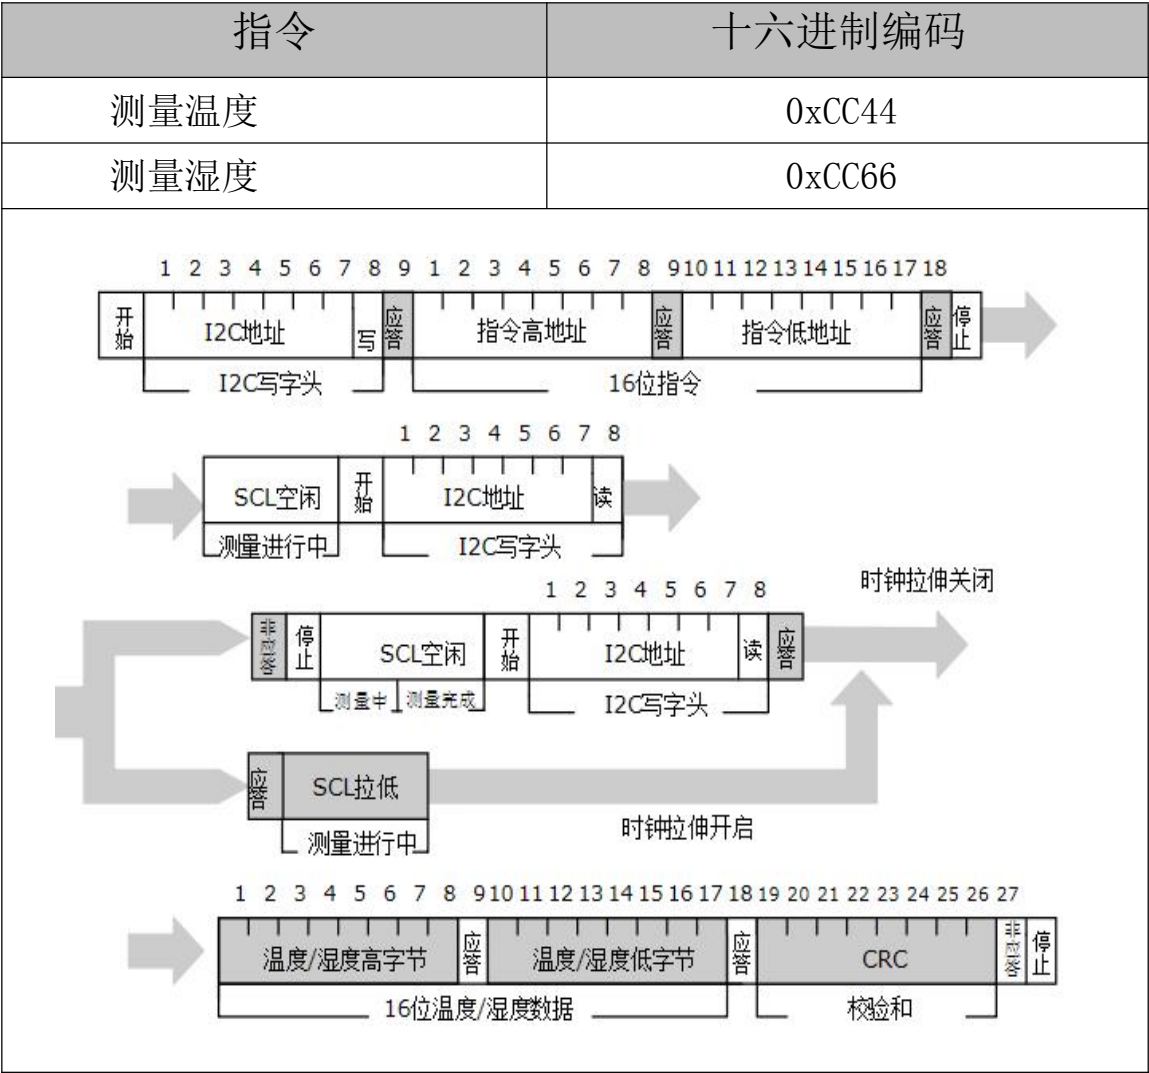 指令 十六进制编码
测量温度 0xCC44
测量湿度 0xCC66
1 2 3 4 5 6 7 8 9 1 2 3 4 5 6 7 8 9 10 11 12 13 14 15 16 17 18
开始 I2C地址 写 应答 指令高地址 应答 指令低地址 应答 停止
I2C写字头 16位指令
1 2 3 4 5 6 7 8
SCL空闲 开始 I2C地址 读
测量进行中 I2C写字头
时钟拉伸关闭
1 2 3 4 5 6 7 8
非应答 停止 SCL空闲 开始 I2C地址 读 应答
测量中 测量完成 I2C写字头
应答 SCL拉低
时钟拉伸开启
测量进行中
1 2 3 4 5 6 7 8 9 10 11 12 13 14 15 16 17 18 19 20 21 22 23 24 25 26 27
温度/湿度高字节 应答 温度/湿度低字节 应答 CRC 非应答 停止
16位温度/湿度数据 校验和